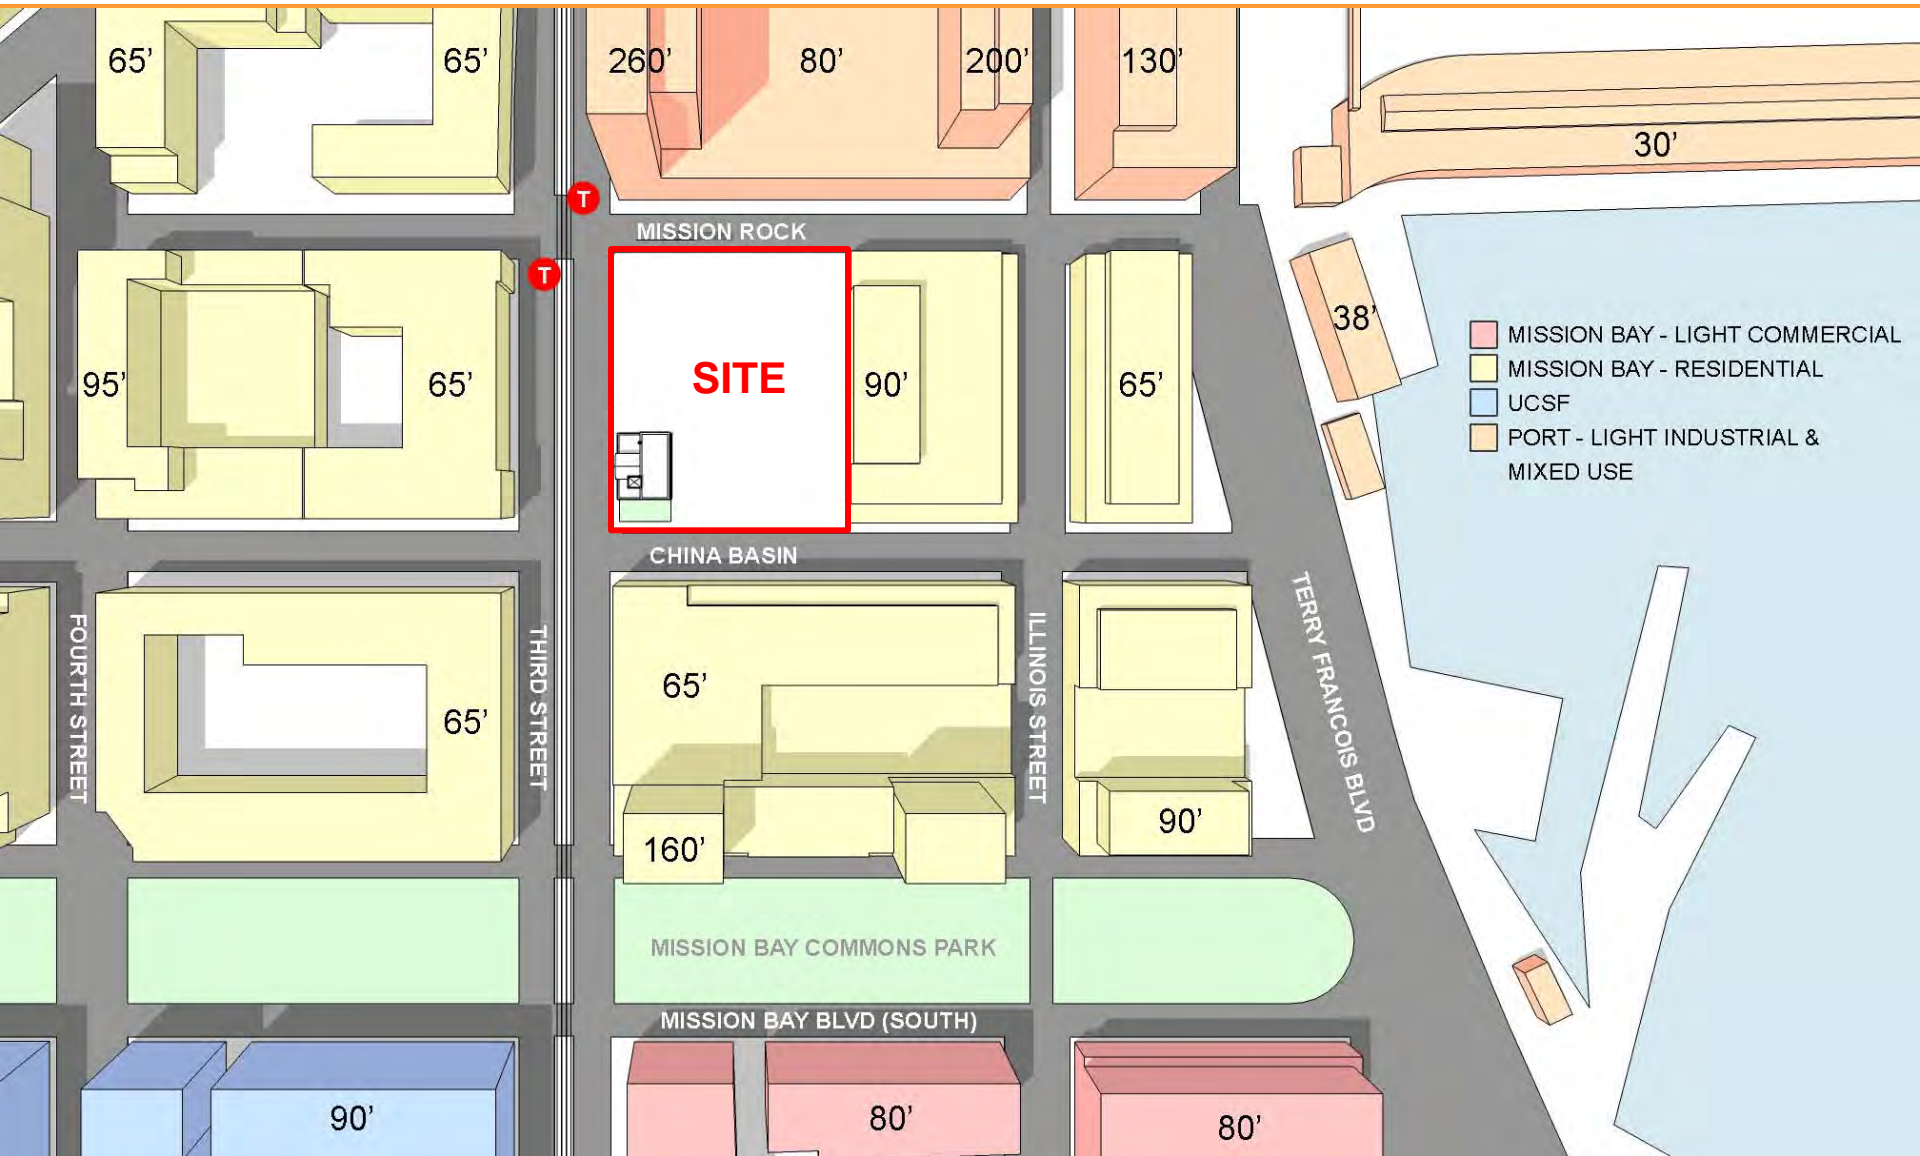 65'
65'
260'
80'
200'
130'
30'
T
MISSION ROCK
T
38'
95'
65'
SITE
90'
65'
MISSION BAY - LIGHT COMMERCIAL
MISSION BAY - RESIDENTIAL
UCSF
PORT - LIGHT INDUSTRIAL &
MIXED USE
CHINA BASIN
FOURTH STREET
THIRD STREET
ILLINOIS STREET
TERRY FRANCOIS BLVD
65'
65'
160'
90'
MISSION BAY COMMONS PARK
MISSION BAY BLVD (SOUTH)
90'
80'
80'